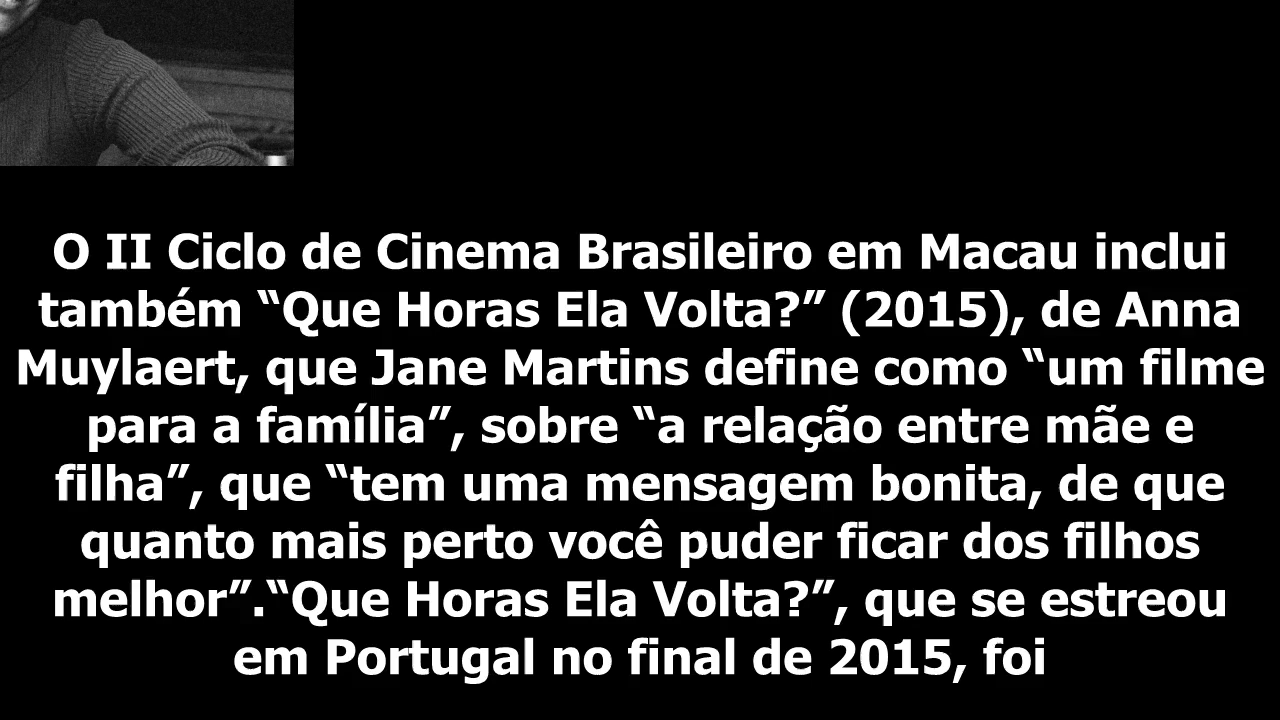 O II Ciclo de Cinema Brasileiro em Macau inclui
também “Que Horas Ela Volta?” (2015), de Anna
Muylaert, que Jane Martins define como “um filme
para a família”, sobre “a relação entre mãe e
filha”, que “tem uma mensagem bonita, de que
quanto mais perto você puder ficar dos filhos
melhor”.“Que Horas Ela Volta?”, que se estreou
em Portugal no final de 2015, foi